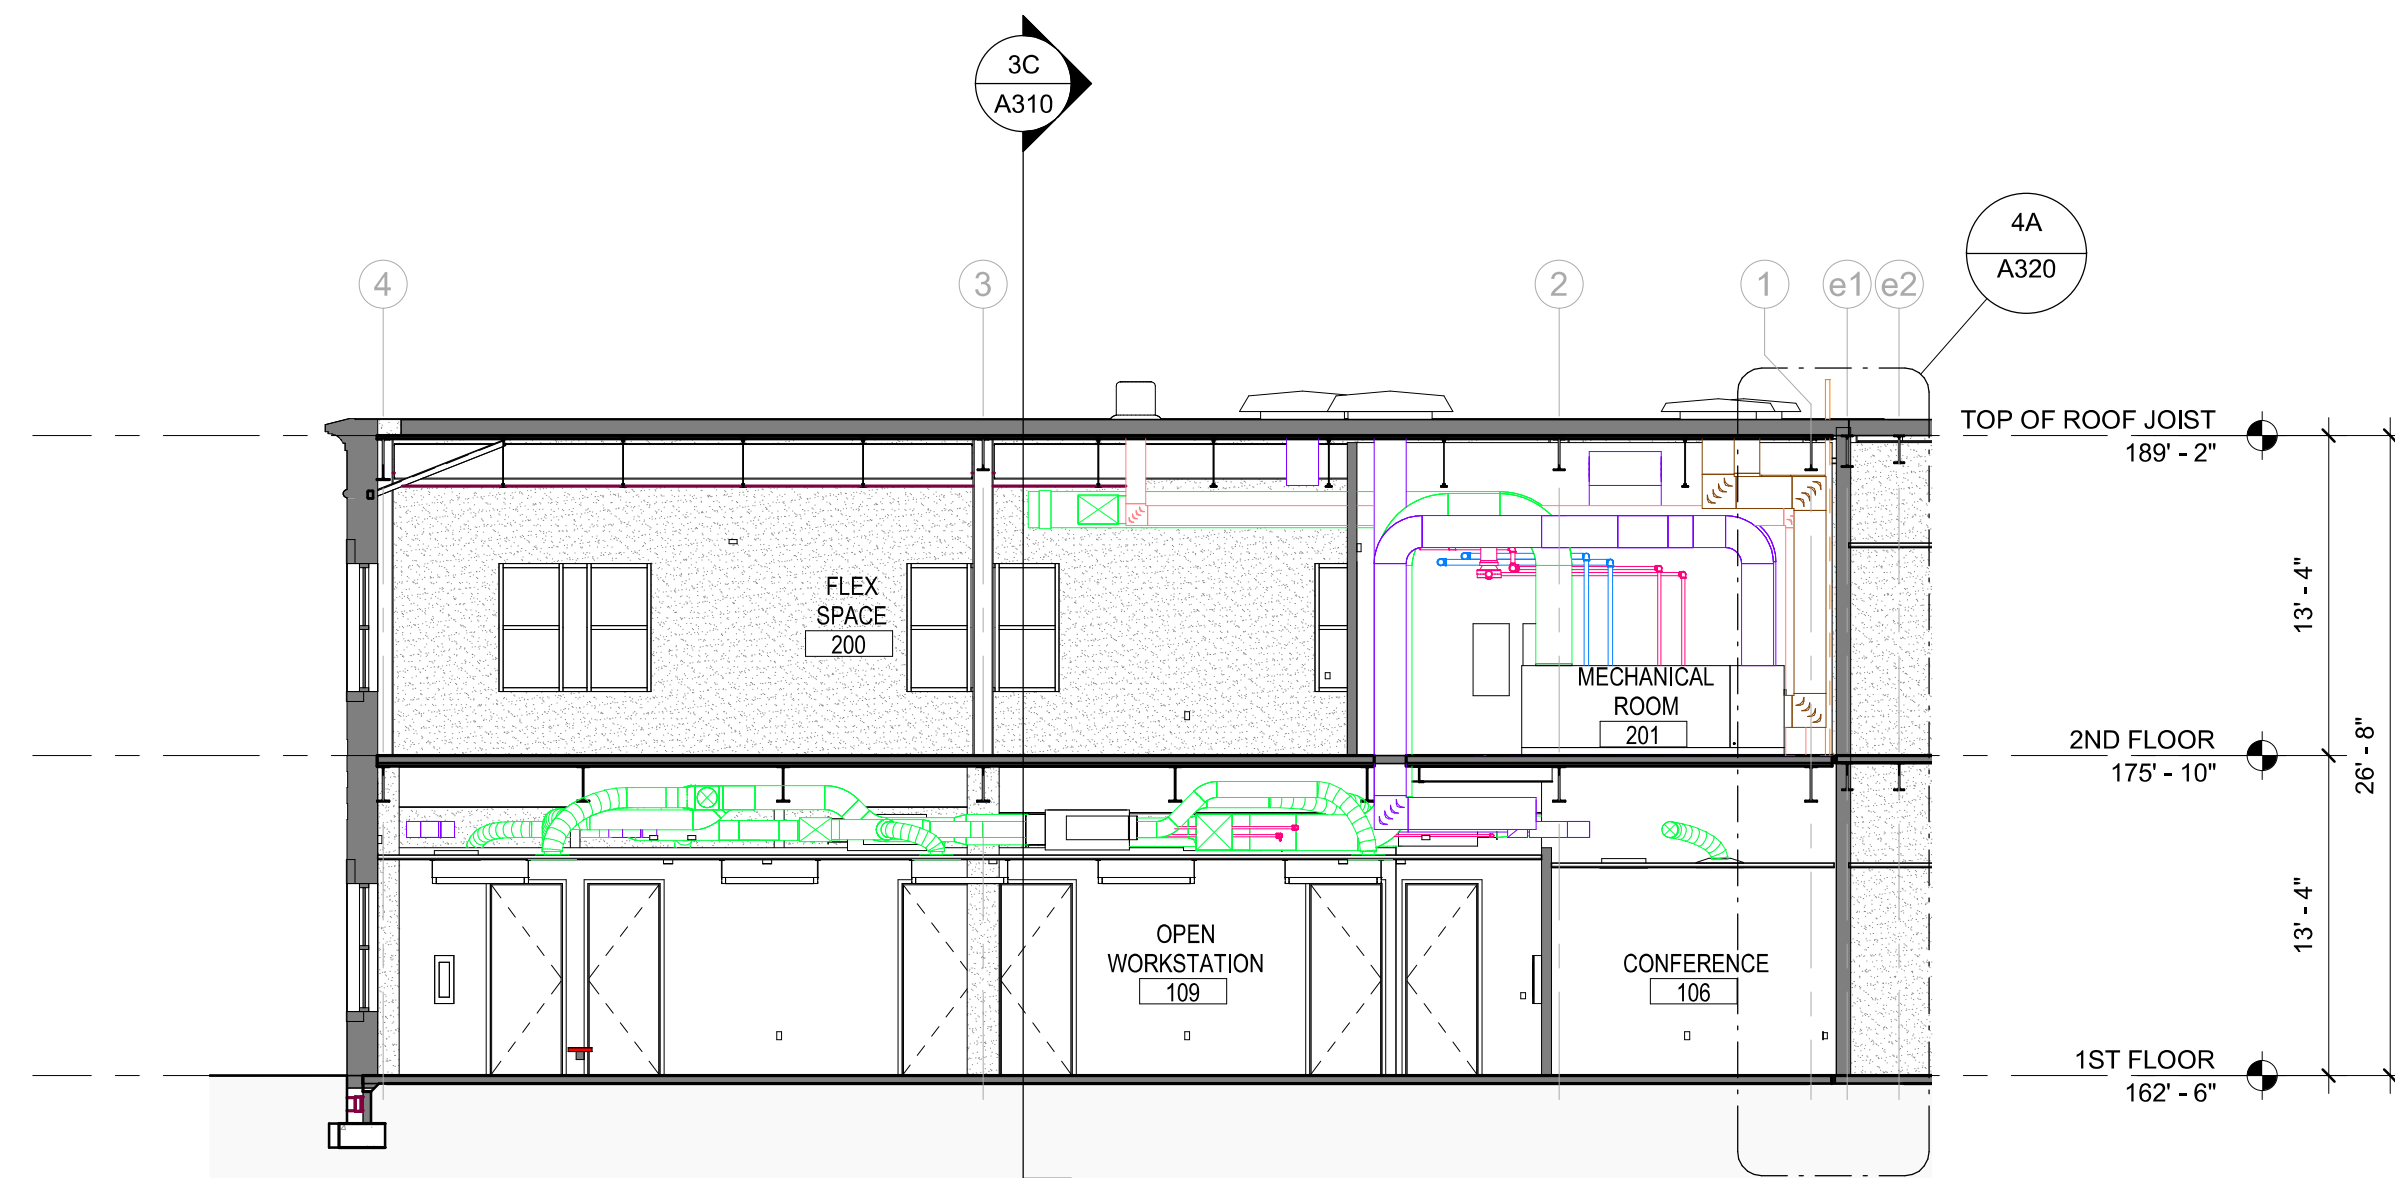 3C
A310
4A
A320
4
3
2
1
e1
e2
TOP OF ROOF JOIST
189' - 2"
13' - 4"
FLEX
SPACE
200
MECHANICAL
ROOM
201
2ND FLOOR
175' - 10"
26' - 8"
13' - 4"
OPEN
WORKSTATION
109
CONFERENCE
106
1ST FLOOR
162' - 6"